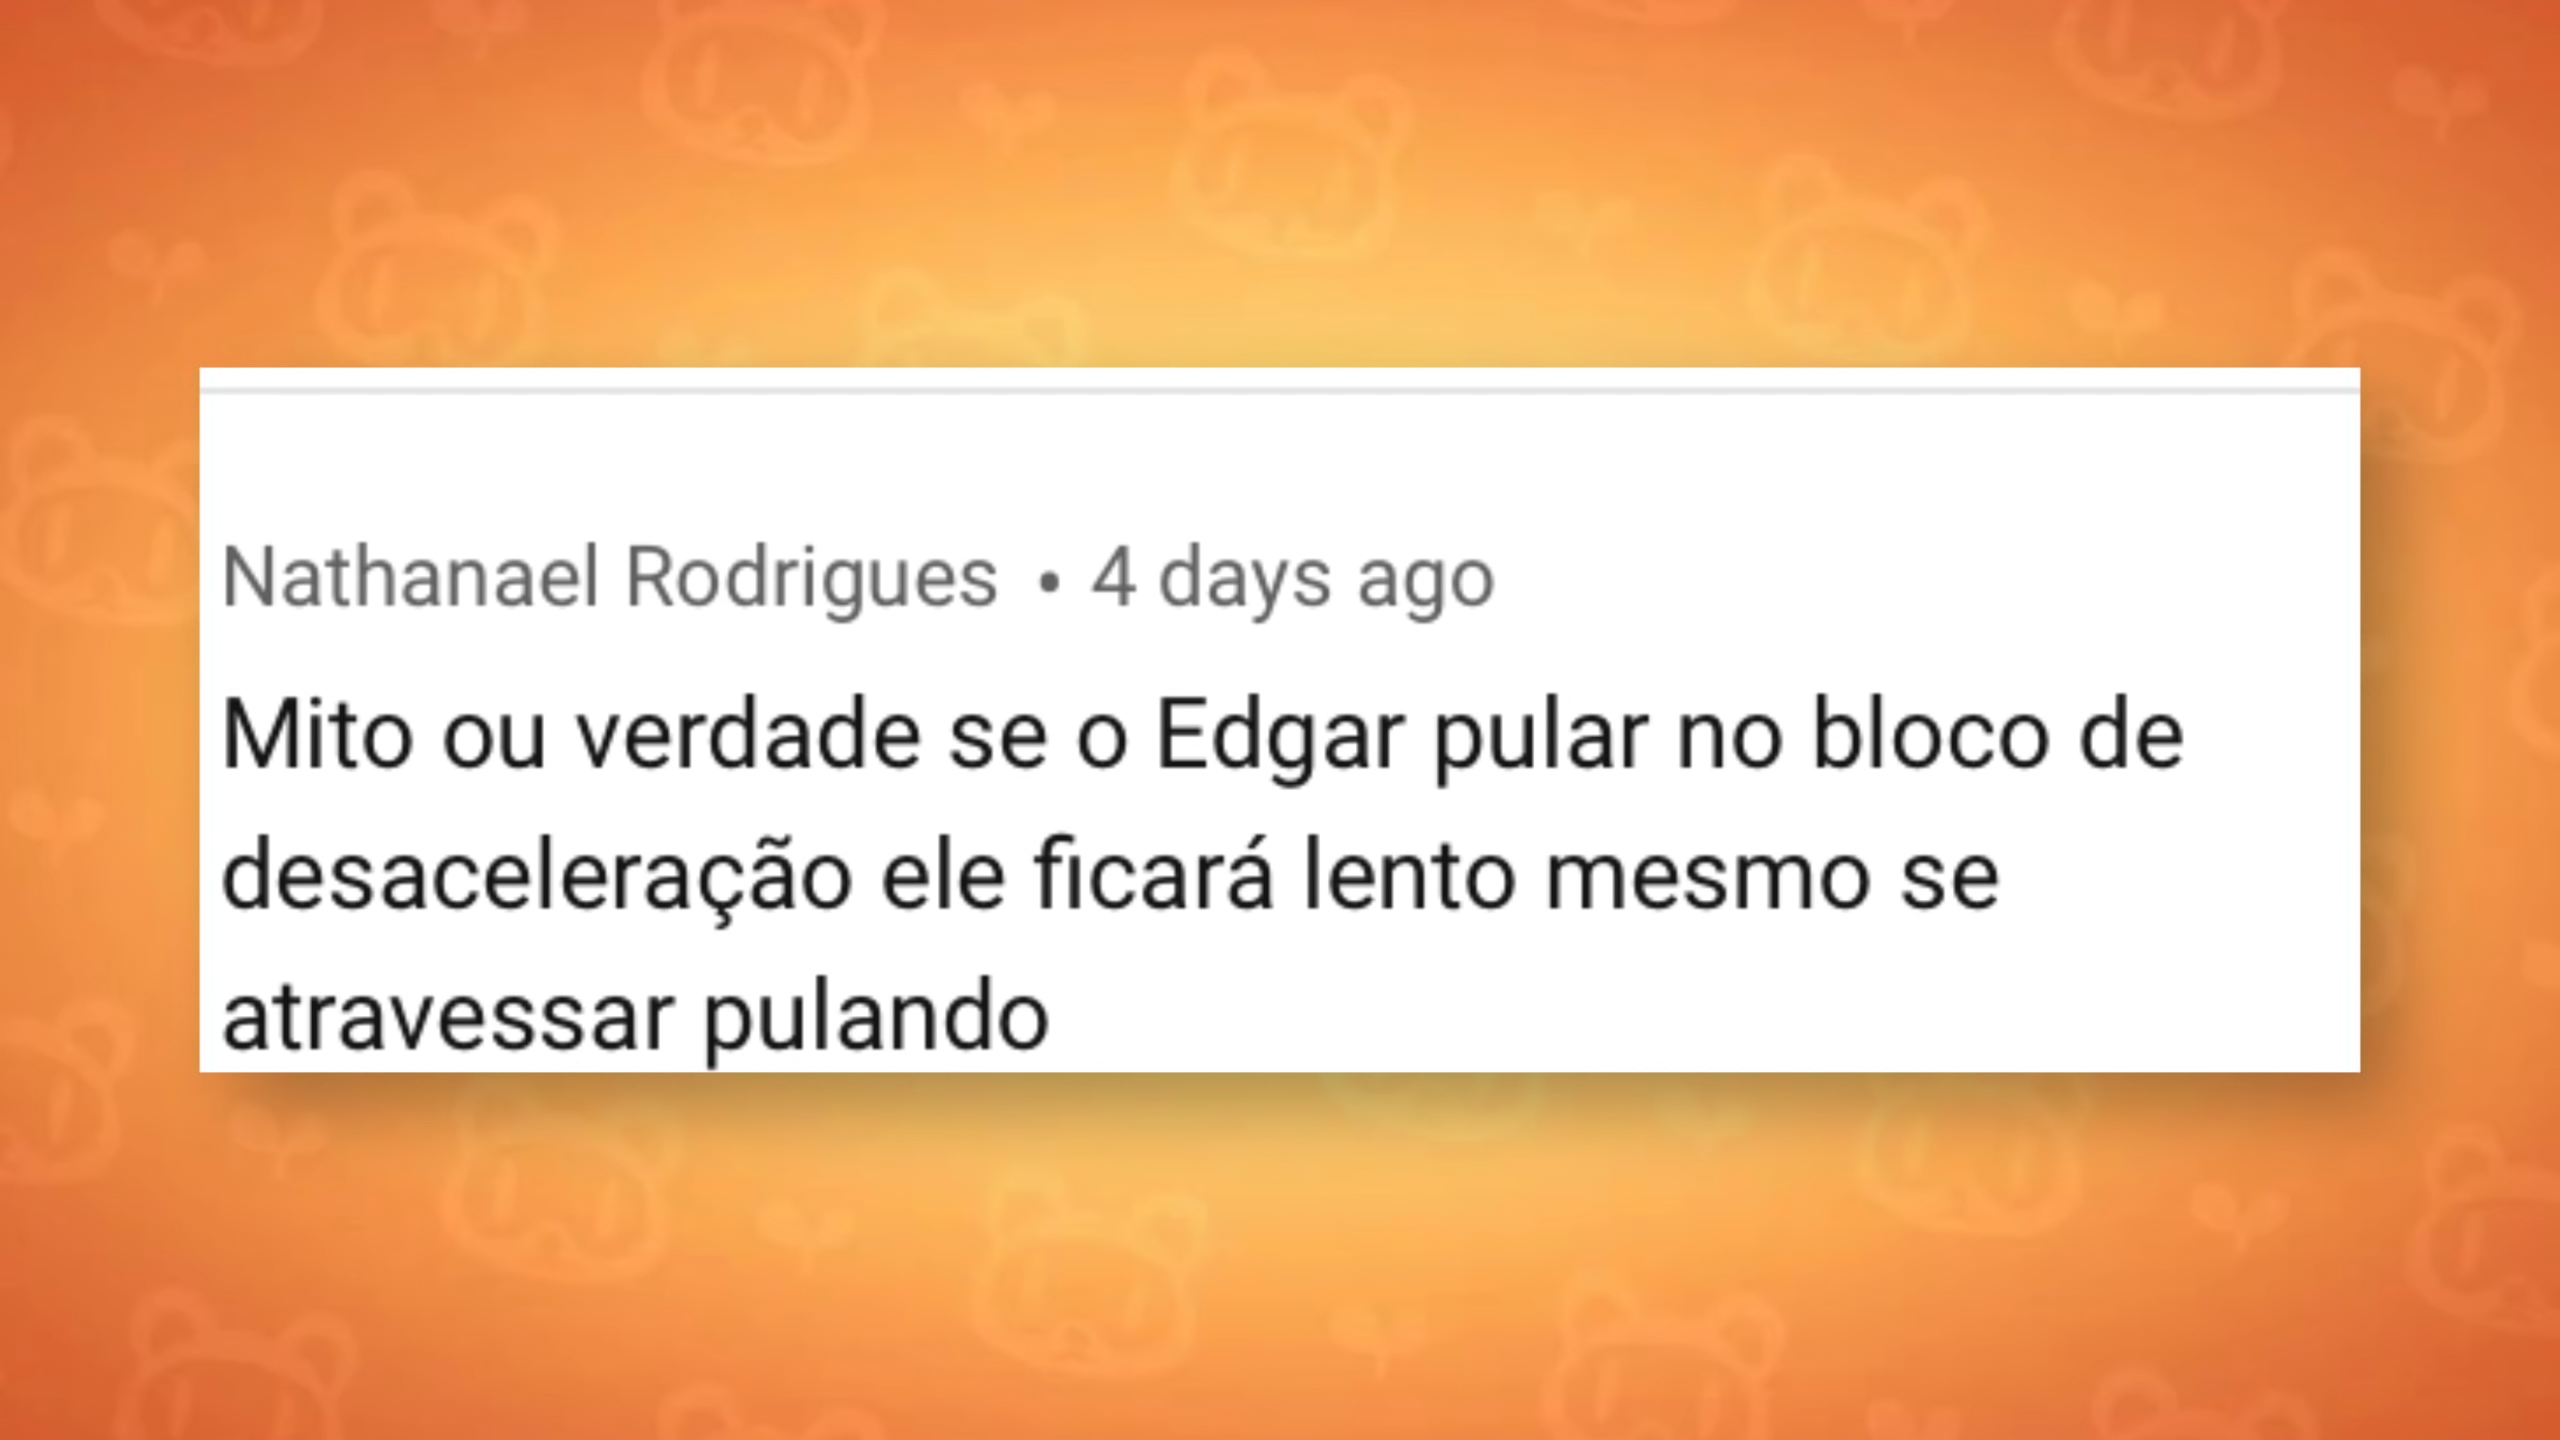 Nathanael Rodrigues • 4 days ago
Mito ou verdade se o Edgar pular no bloco de
desaceleração ele ficará lento mesmo se
atravessar pulando